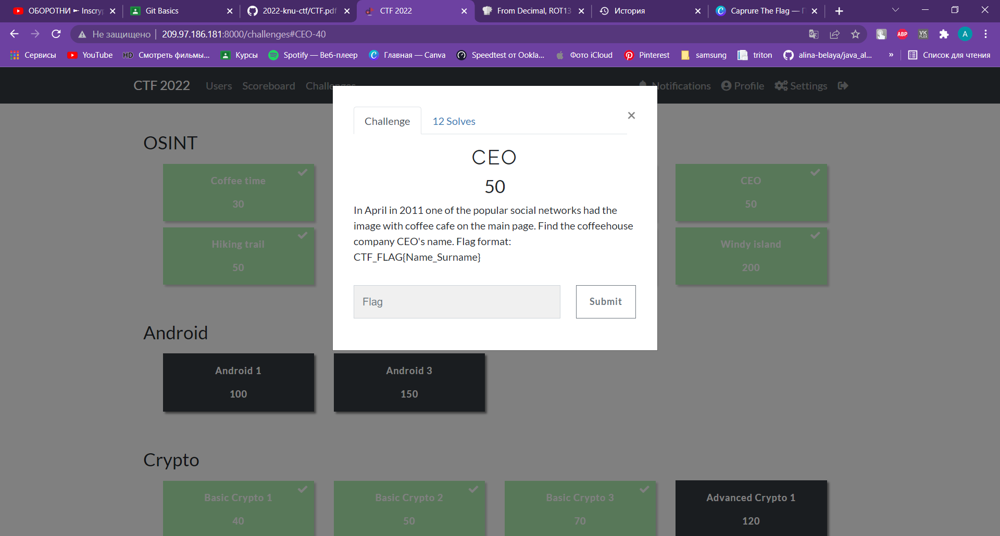 ОБОРОТНИ ►- Inscryp
Git Basics
2022-knu-ctf/CTF.pdf
CTF 2022
From Decimal, ROT13
История
Caprure The Flag — П
Не защищено
209.97.186.181:8000/challenges#CEO-40
ABP
VK
FLEX
A
Сервисы
YouTube
HD Смотреть фильмы...
Курсы
Spotify — Веб-плеер
Главная — Canva
Speedtest от Ookla...
Фото iCloud
Pinterest
samsung
triton
alina-belaya/java_al...
»
Список для чтения
CTF 2022
Users
Scoreboard
Challenges
Notifications
Profile
Settings
Challenge
12 Solves
×
CEO
50
In April in 2011 one of the popular social networks had the
image with coffee cafe on the main page. Find the coffeehouse
company CEO's name. Flag format:
CTF_FLAG{Name_Surname}
Flag
Submit
OSINT
Coffee time
30
CEO
50
Hiking trail
50
Windy island
200
Android
Android 1
100
Android 3
150
Crypto
Basic Crypto 1
40
Basic Crypto 2
50
Basic Crypto 3
70
Advanced Crypto 1
120